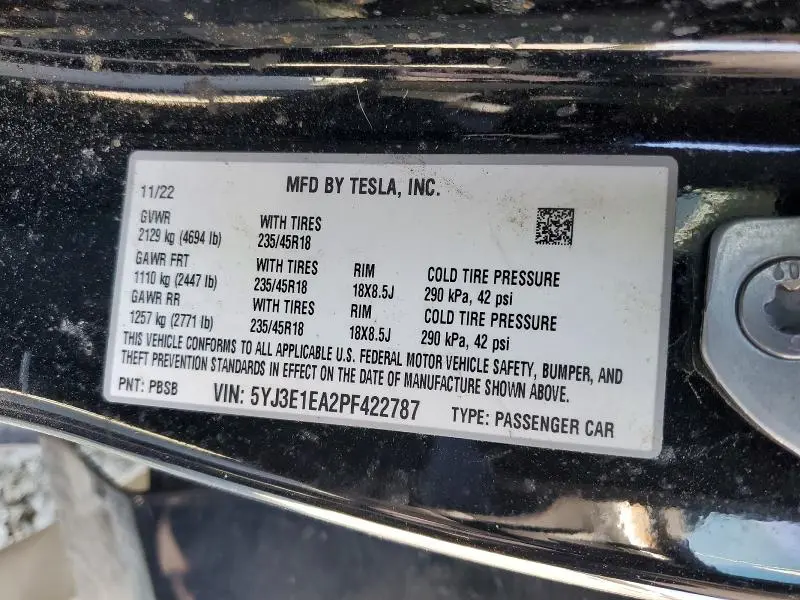 11/22 MFD BY TESLA, INC.
GVWR WITH TIRES
2129 kg (4694 lb) 235/45R18
GAWR FRT WITH TIRES RIM COLD TIRE PRESSURE
1110 kg (2447 lb) 235/45R18 18X8.5J 290 kPa, 42 psi
GAWR RR WITH TIRES RIM COLD TIRE PRESSURE
1257 kg (2771 lb) 235/45R18 18X8.5J 290 kPa, 42 psi
THIS VEHICLE CONFORMS TO ALL APPLICABLE U.S. FEDERAL MOTOR VEHICLE SAFETY, BUMPER, AND
THEFT PREVENTION STANDARDS IN EFFECT ON THE DATE OF MANUFACTURE SHOWN ABOVE.
PNT: PBSB VIN: 5YJ3E1EA2PF422787 TYPE: PASSENGER CAR